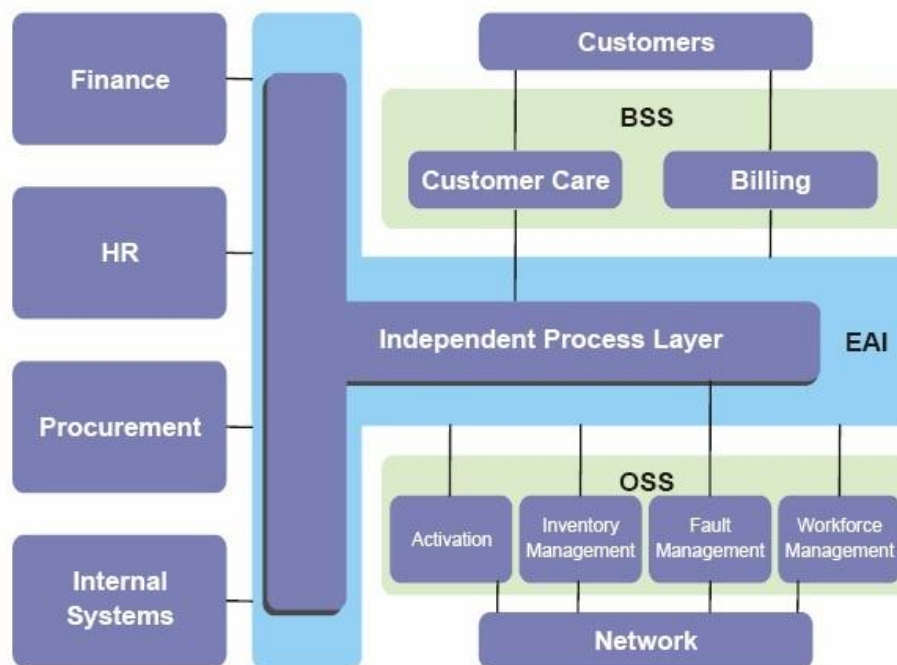 Finance
HR
Procurement
Internal
Systems
Customers
BSS
Customer Care
Billing
Independent Process Layer
EAI
OSS
Activation
Inventory
Management
Fault
Management
Workforce
Management
Network